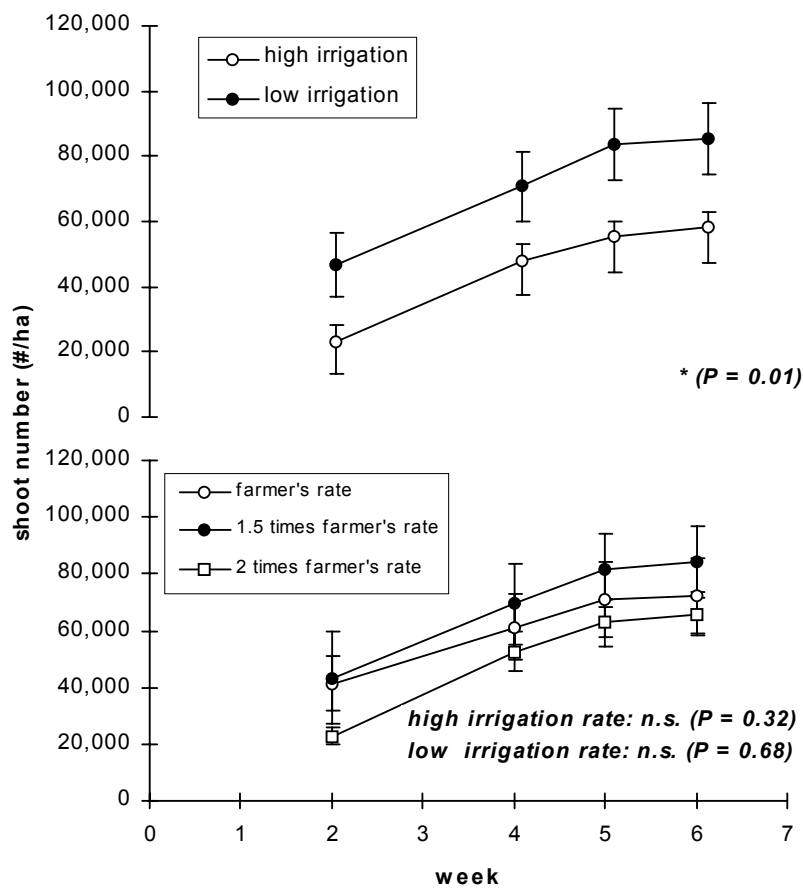 120,000
100,000
80,000
60,000
40,000
20,000
0
high irrigation
low irrigation
* (P = 0.01)
shoot number (#/ha)
120,000
100,000
80,000
60,000
40,000
20,000
0
farmer's rate
1.5 times farmer's rate
2 times farmer's rate
high irrigation rate: n.s. (P = 0.32)
low irrigation rate: n.s. (P = 0.68)
0 1 2 3 4 5 6 7
week